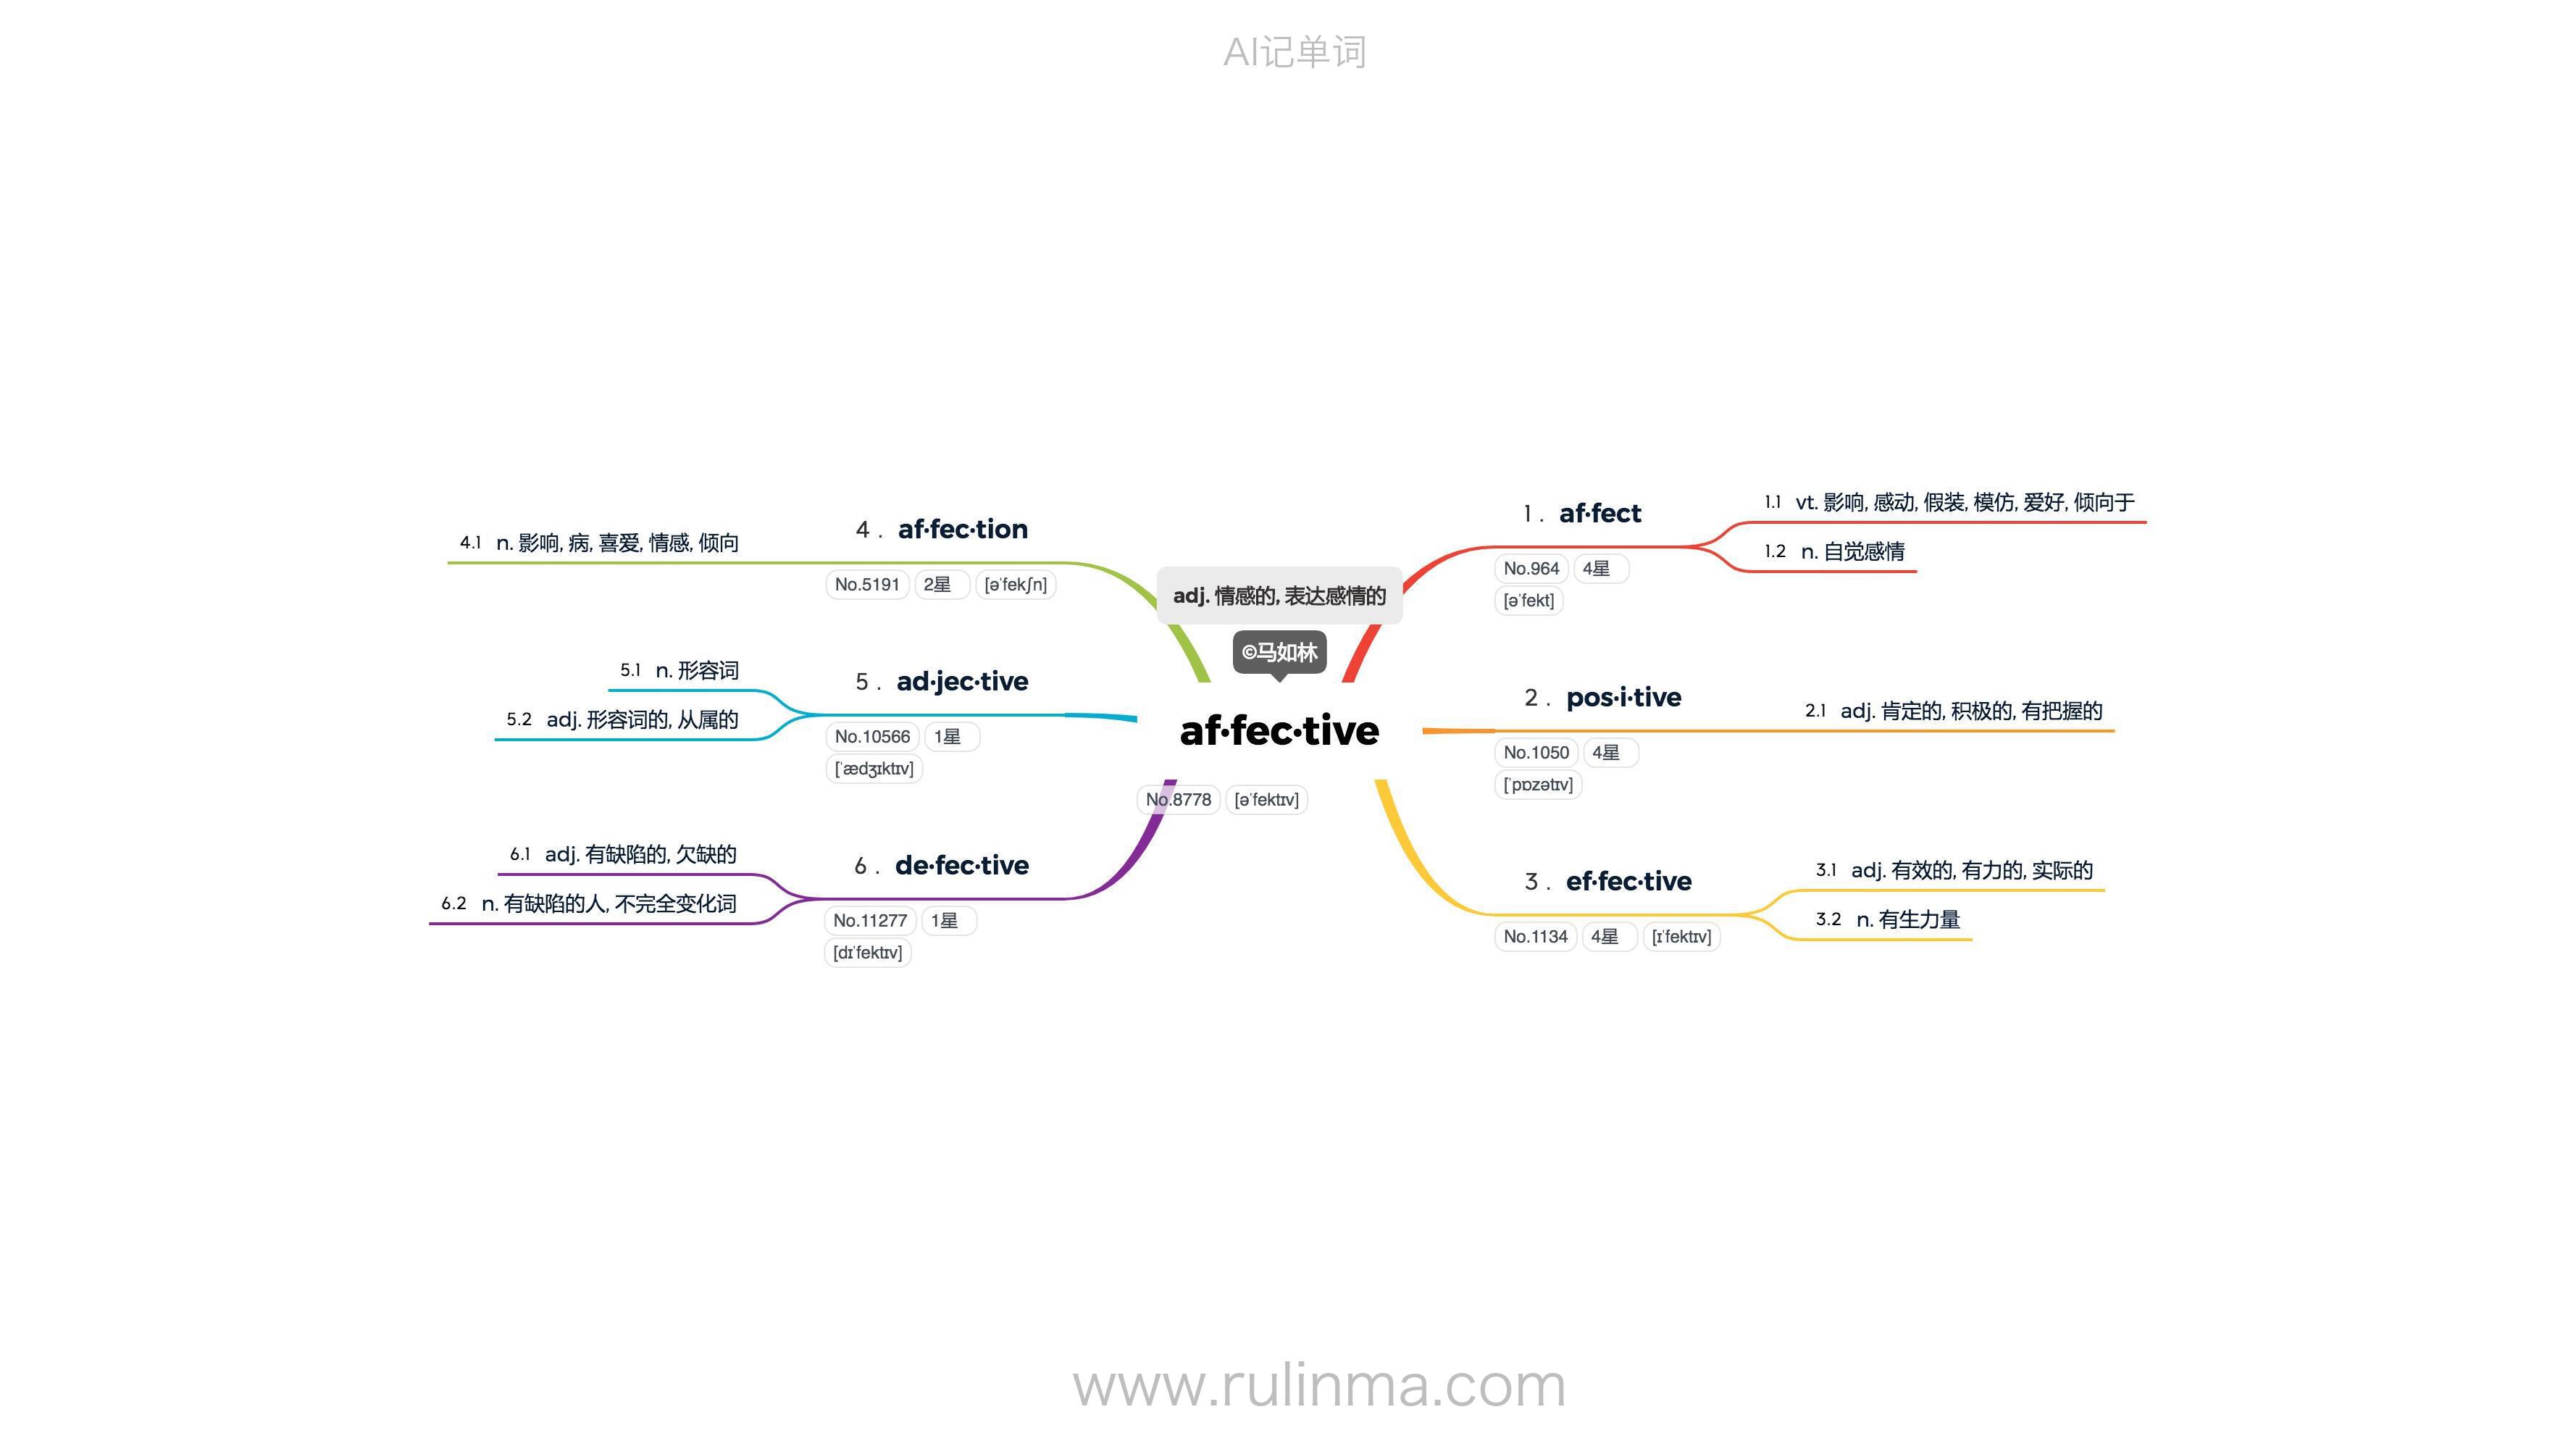 AI记单词
adj. 情感的, 表达感情的
©马如林
af·fec·tive
No.8778 [əˈfektɪv]
1. af·fect
No.964 4星
[əˈfekt]
1.1 vt. 影响, 感动, 假装, 模仿, 爱好, 倾向于
1.2 n. 自觉感情
2. pos·i·tive
No.1050 4星
[ˈpɒzətɪv]
2.1 adj. 肯定的, 积极的, 有把握的
3. ef·fec·tive
No.1134 4星 [ɪˈfektɪv]
3.1 adj. 有效的, 有力的, 实际的
3.2 n. 有生力量
4. af·fec·tion
No.5191 2星 [əˈfekʃn]
4.1 n. 影响, 病, 喜爱, 情感, 倾向
5. ad·jec·tive
No.10566 1星
[ˈædʒɪktɪv]
5.1 n. 形容词
5.2 adj. 形容词的, 从属的
6. de·fec·tive
No.11277 1星
[dɪˈfektɪv]
6.1 adj. 有缺陷的, 欠缺的
6.2 n. 有缺陷的人, 不完全变化词
www.rulinma.com